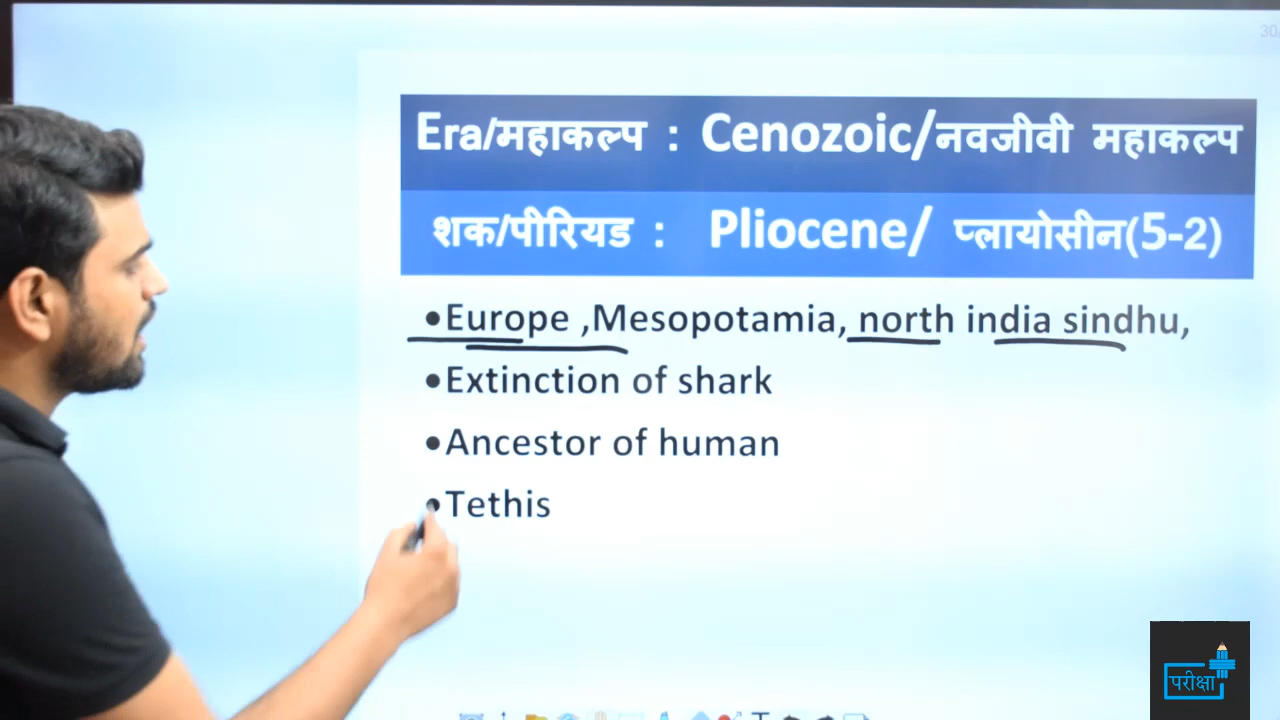 30
Era/महाकल्प : Cenozoic/नवजीवी महाकल्प
शक/पीरियड : Pliocene/ प्लायोसीन(5-2)
•Europe ,Mesopotamia, north india sindhu,
•Extinction of shark
•Ancestor of human
•Tethis
परीक्षा